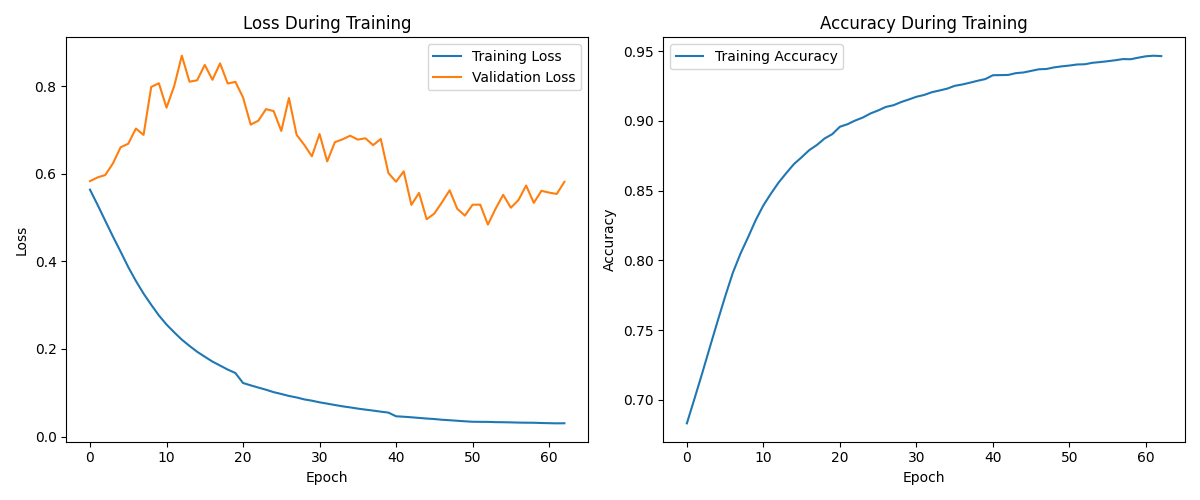 Loss During Training
Training Loss
Validation Loss
0.8
0.6
0.4
0.2
0.0
Loss
0 10 20 30 40 50 60
Epoch
Accuracy During Training
Training Accuracy
0.95
0.90
0.85
0.80
0.75
0.70
Accuracy
0 10 20 30 40 50 60
Epoch